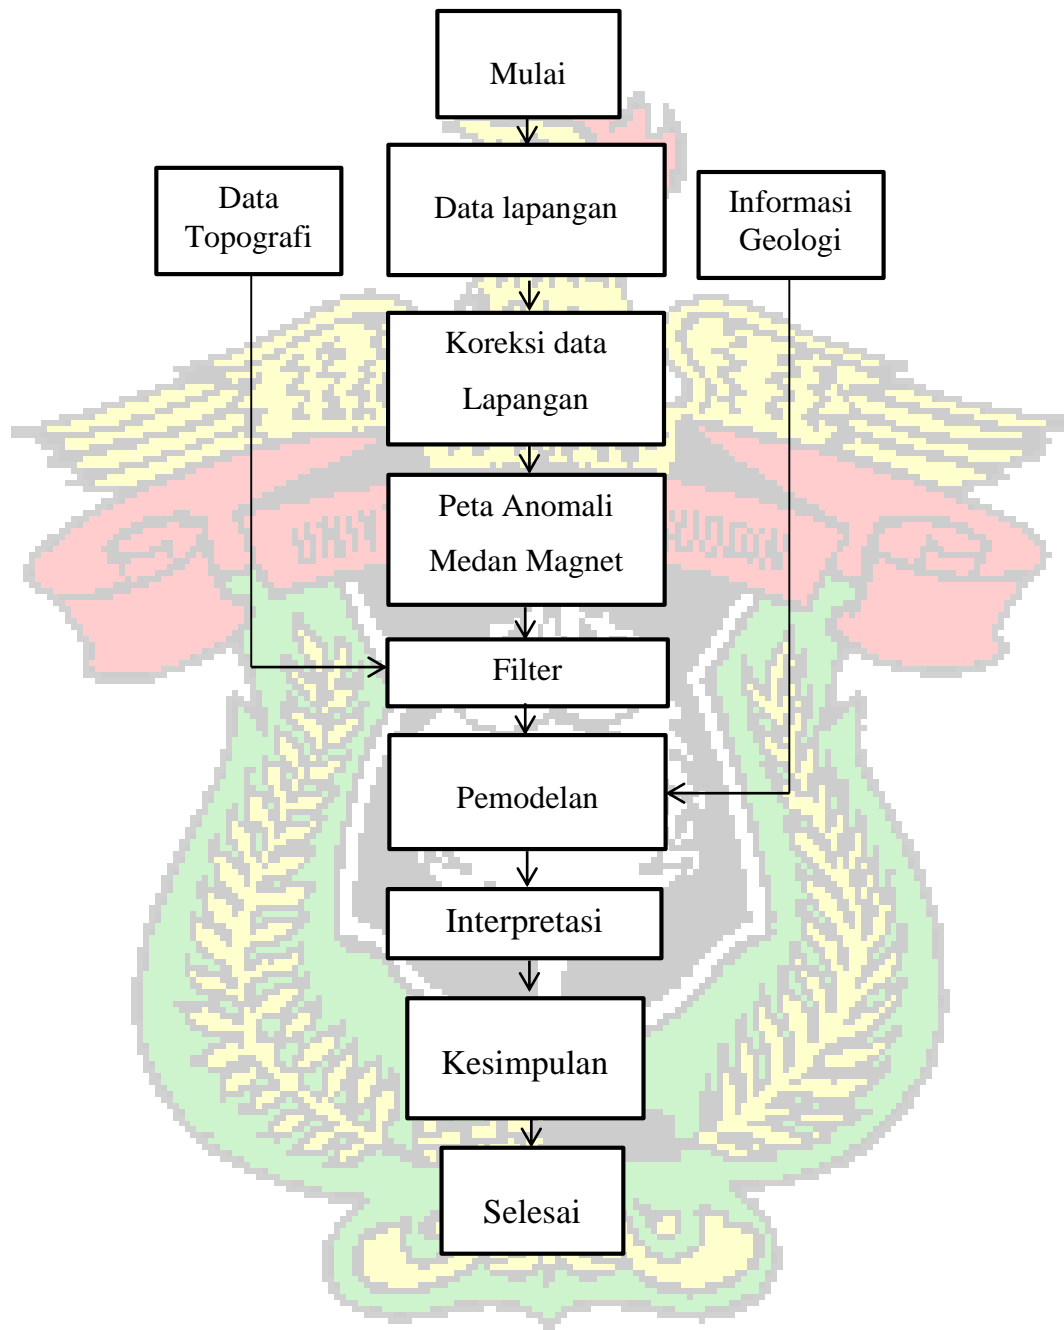 Mulai
Data lapangan
Data
Topografi
Informasi
Geologi
Koreksi data
Lapangan
Peta Anomali
Medan Magnet
Filter
Pemodelan
Interpretasi
Kesimpulan
Selesai